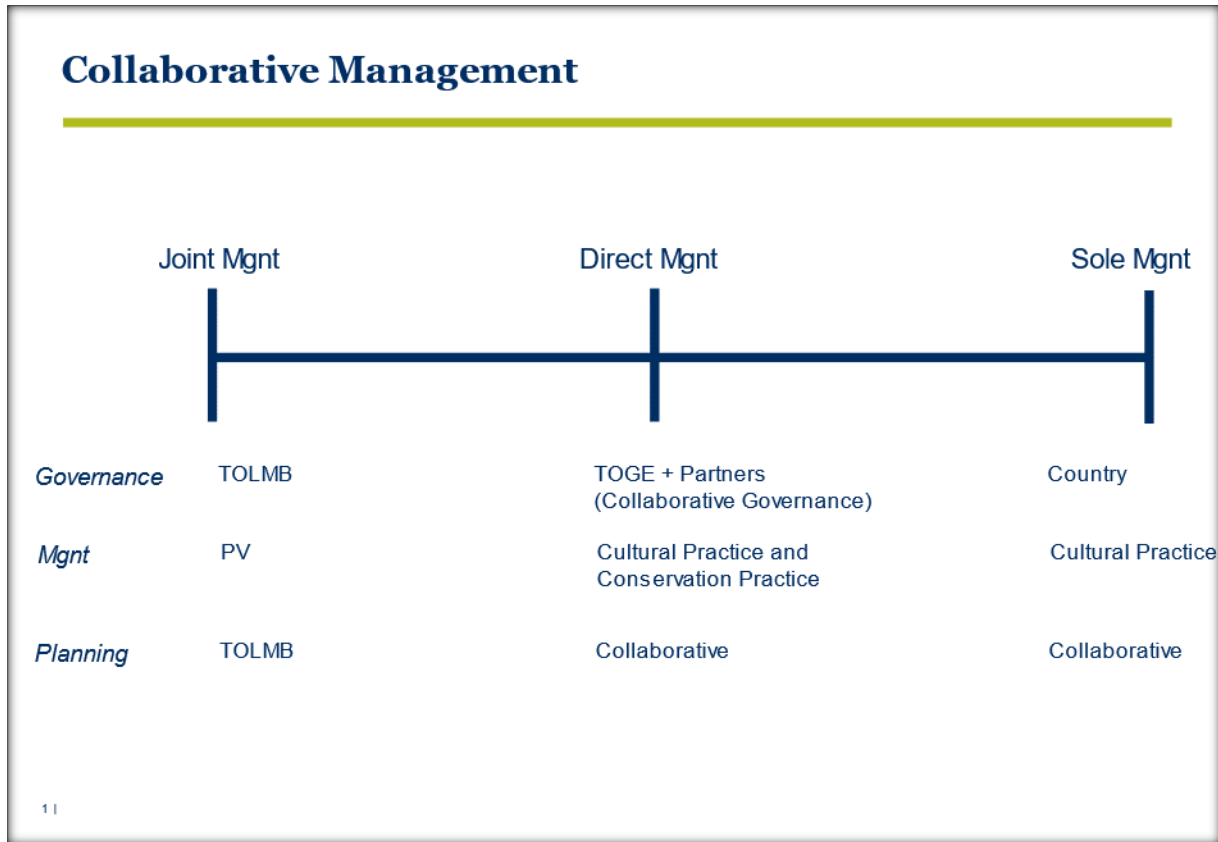 Collaborative Management
Joint Mgnt Direct Mgnt Sole Mgnt
Governance TOLMB TOGE + Partners Country
(Collaborative Governance)
Mgnt PV Cultural Practice and Cultural Practice
Conservation Practice
Planning TOLMB Collaborative Collaborative
1 |